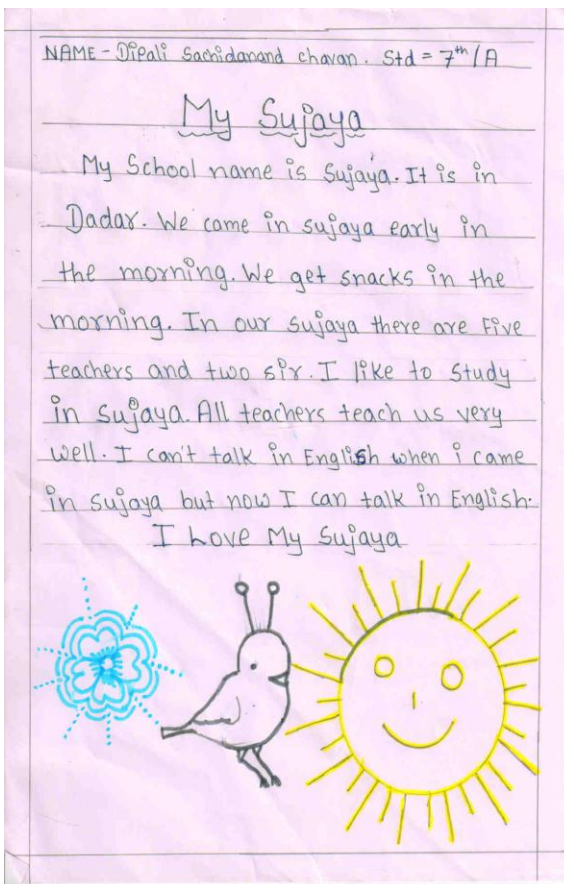 NAME - Dipali Sachidanand chavan. Std = 7th/A
My Sujaya
My School name is Sujaya. It is in
Dadar. We come in sujaya early in
the morning. We get snacks in the
morning. In our sujaya there are Five
teachers and two sir. I like to study
in sujaya. All teachers teach us very
well. I can't talk in English when i came
in sujaya but now I can talk in English.
I Love My Sujaya